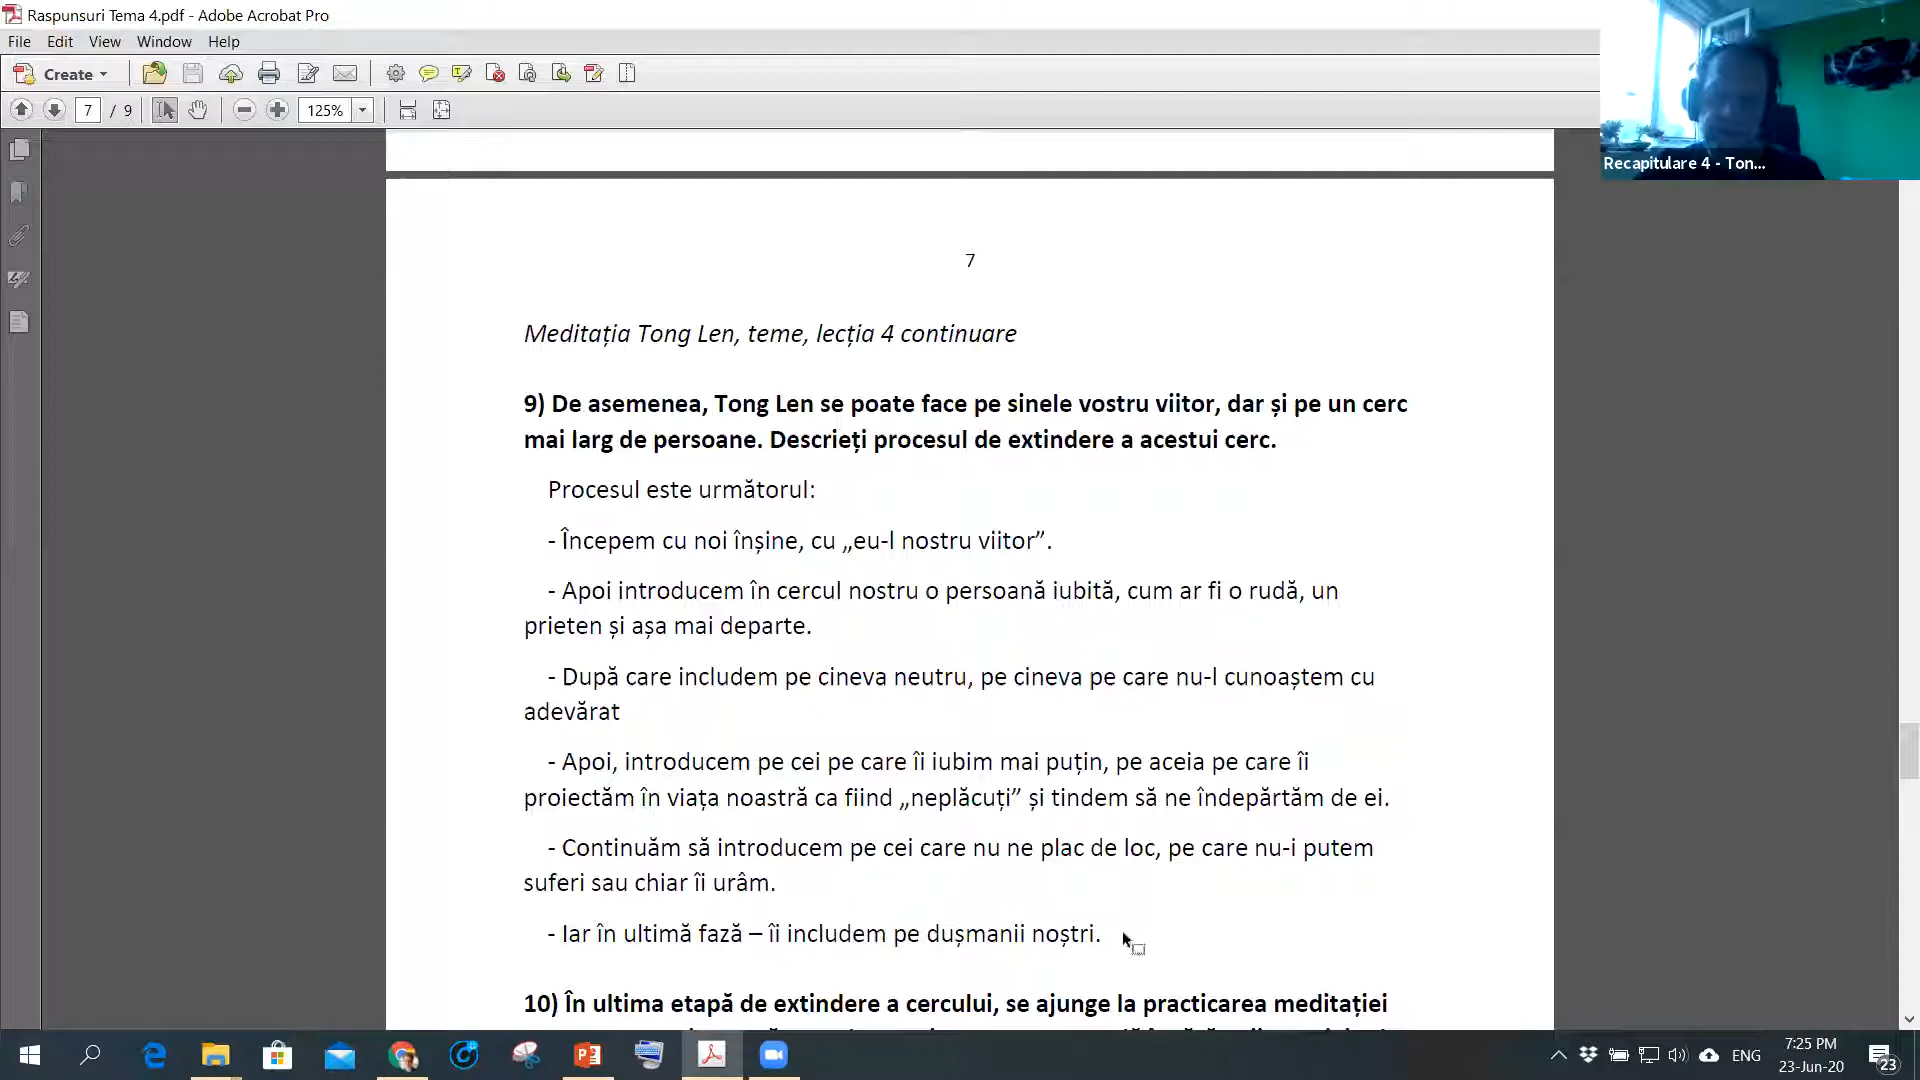 Raspunsuri Tema 4.pdf - Adobe Acrobat Pro
File Edit View Window Help
Create
7 / 9 125%
Recapitulare 4 - Ton...
7
Meditația Tong Len, teme, lecția 4 continuare
9) De asemenea, Tong Len se poate face pe sinele vostru viitor, dar și pe un cerc
mai larg de persoane. Descrieți procesul de extindere a acestui cerc.
Procesul este următorul:
- Începem cu noi înșine, cu „eu-l nostru viitor”.
- Apoi introducem în cercul nostru o persoană iubită, cum ar fi o rudă, un
prieten și așa mai departe.
- După care includem pe cineva neutru, pe cineva pe care nu-l cunoaștem cu
adevărat
- Apoi, introducem pe cei pe care îi iubim mai puțin, pe aceia pe care îi
proiectăm în viața noastră ca fiind „neplăcuți” și tindem să ne îndepărtăm de ei.
- Continuăm să introducem pe cei care nu ne plac de loc, pe care nu-i putem
suferi sau chiar îi urâm.
- Iar în ultimă fază – îi includem pe dușmanii noștri.
10) În ultima etapă de extindere a cercului, se ajunge la practicarea meditației
ENG
7:25 PM
23-Jun-20
23